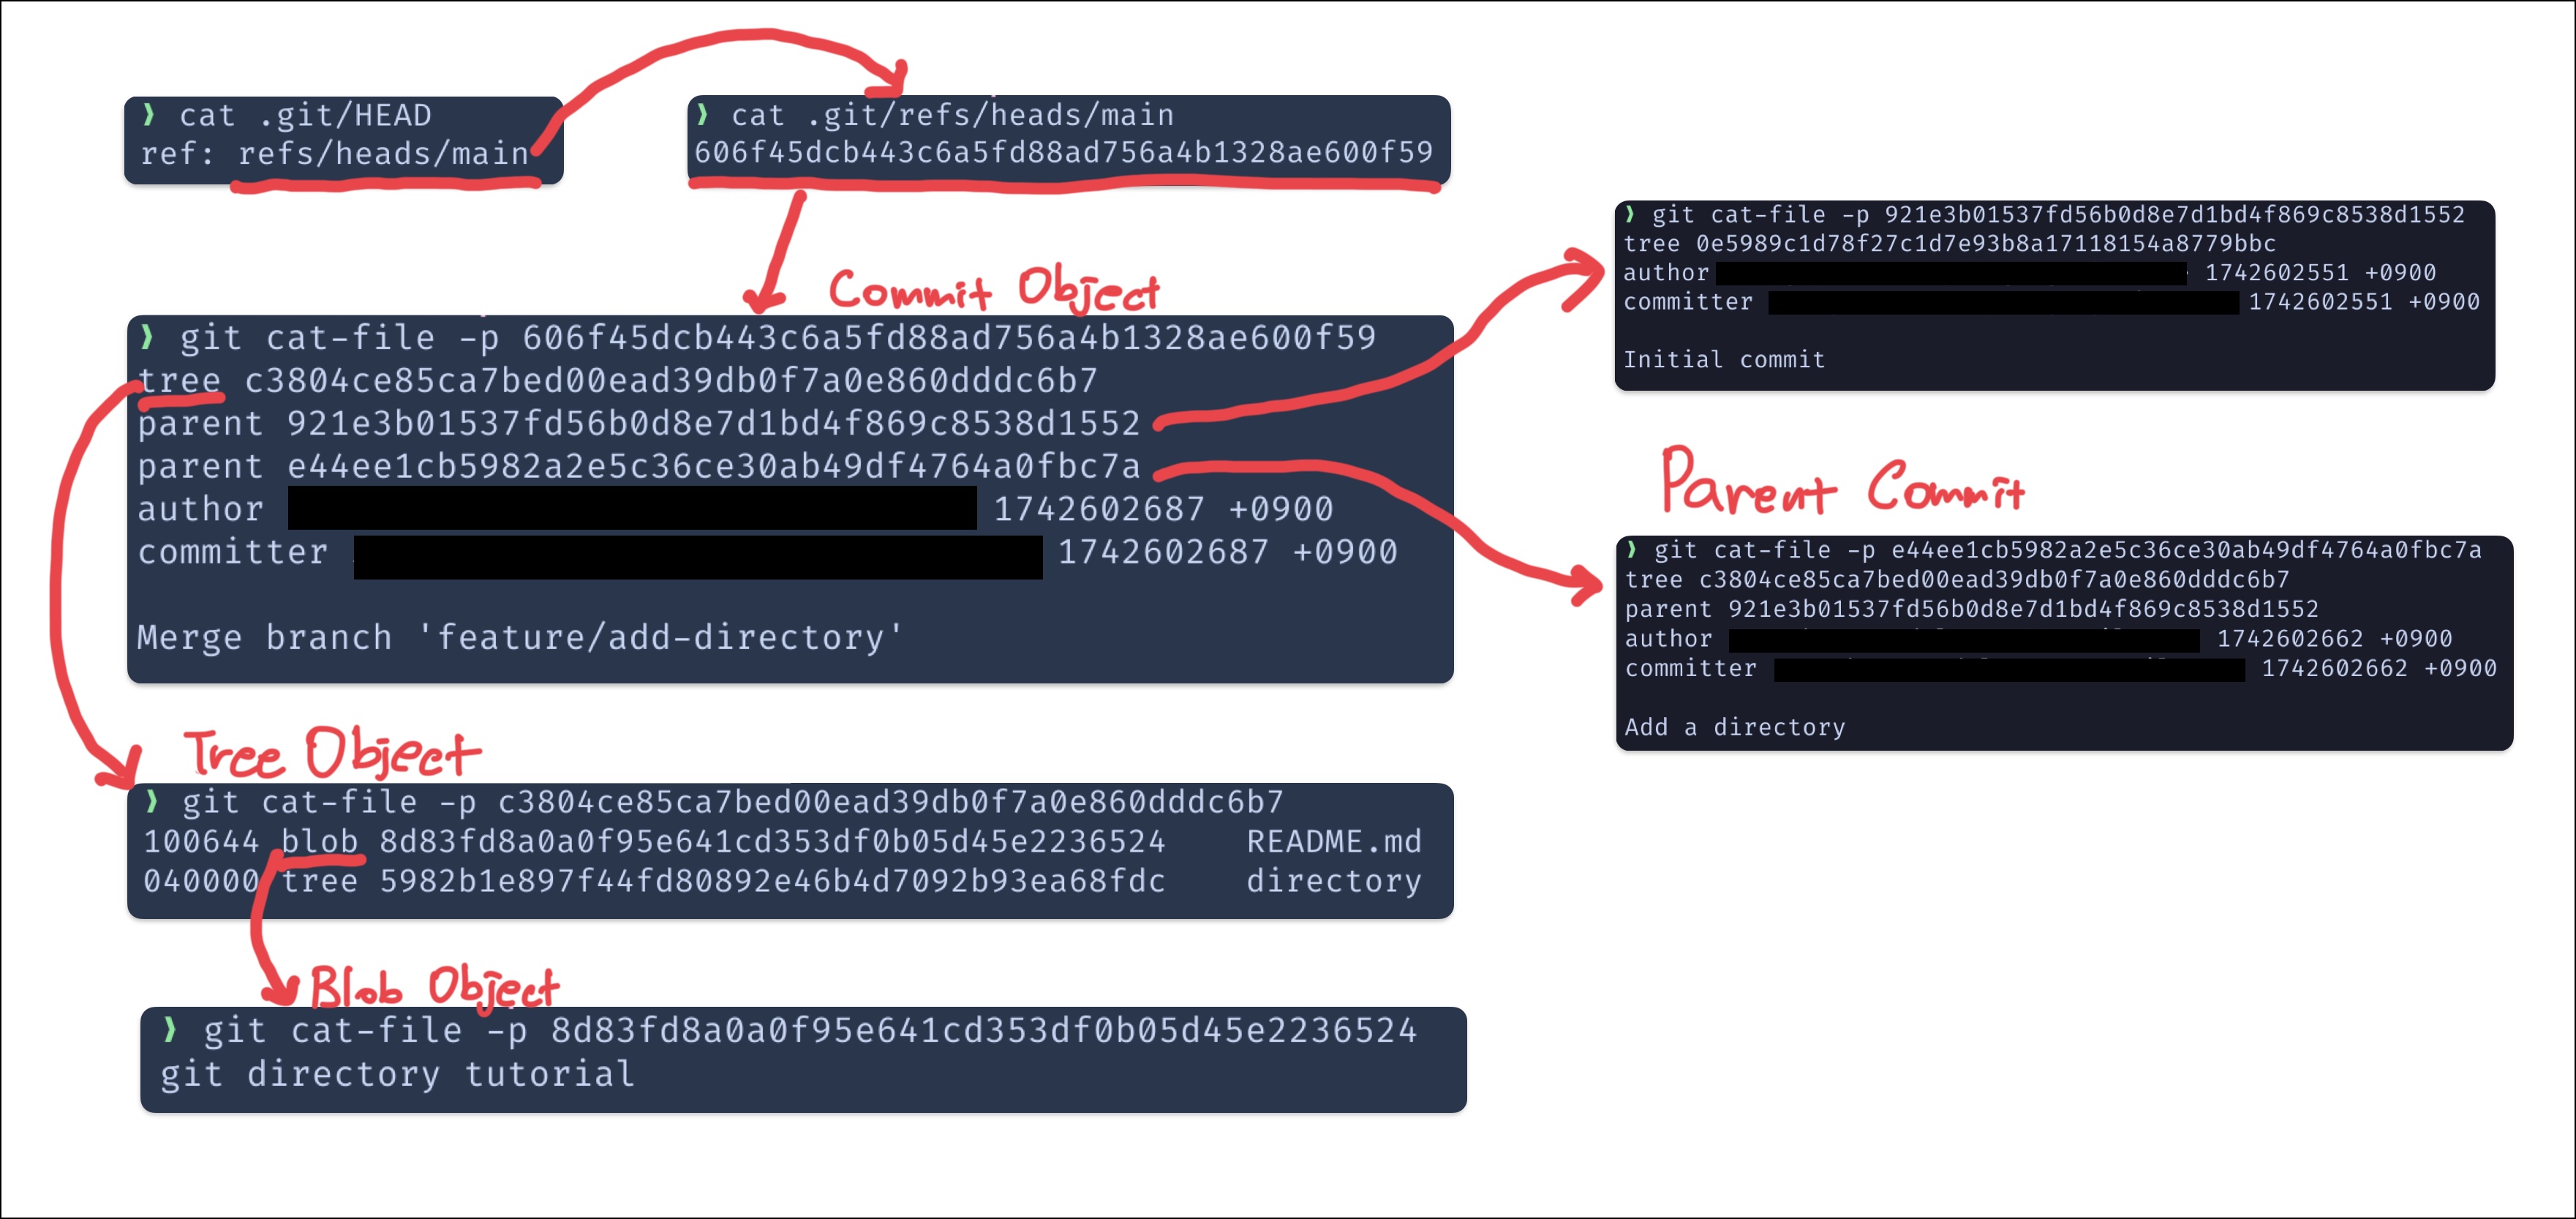 ❱ cat .git/HEAD
ref: refs/heads/main
❱ cat .git/refs/heads/main
606f45dcb443c6a5fd88ad756a4b1328ae600f59
Commit Object
❱ git cat-file -p 606f45dcb443c6a5fd88ad756a4b1328ae600f59
tree c3804ce85ca7bed00ead39db0f7a0e860dddc6b7
parent 921e3b01537fd56b0d8e7d1bd4f869c8538d1552
parent e44ee1cb5982a2e5c36ce30ab49df4764a0fbc7a
author 1742602687 +0900
committer 1742602687 +0900
Merge branch 'feature/add-directory'
Tree Object
❱ git cat-file -p c3804ce85ca7bed00ead39db0f7a0e860dddc6b7
100644 blob 8d83fd8a0a0f95e641cd353df0b05d45e2236524 README.md
040000 tree 5982b1e897f44fd80892e46b4d7092b93ea68fdc directory
Blob Object
❱ git cat-file -p 8d83fd8a0a0f95e641cd353df0b05d45e2236524
git directory tutorial
❱ git cat-file -p 921e3b01537fd56b0d8e7d1bd4f869c8538d1552
tree 0e5989c1d78f27c1d7e93b8a17118154a8779bbc
author 1742602551 +0900
committer 1742602551 +0900
Initial commit
Parent Commit
❱ git cat-file -p e44ee1cb5982a2e5c36ce30ab49df4764a0fbc7a
tree c3804ce85ca7bed00ead39db0f7a0e860dddc6b7
parent 921e3b01537fd56b0d8e7d1bd4f869c8538d1552
author 1742602662 +0900
committer 1742602662 +0900
Add a directory